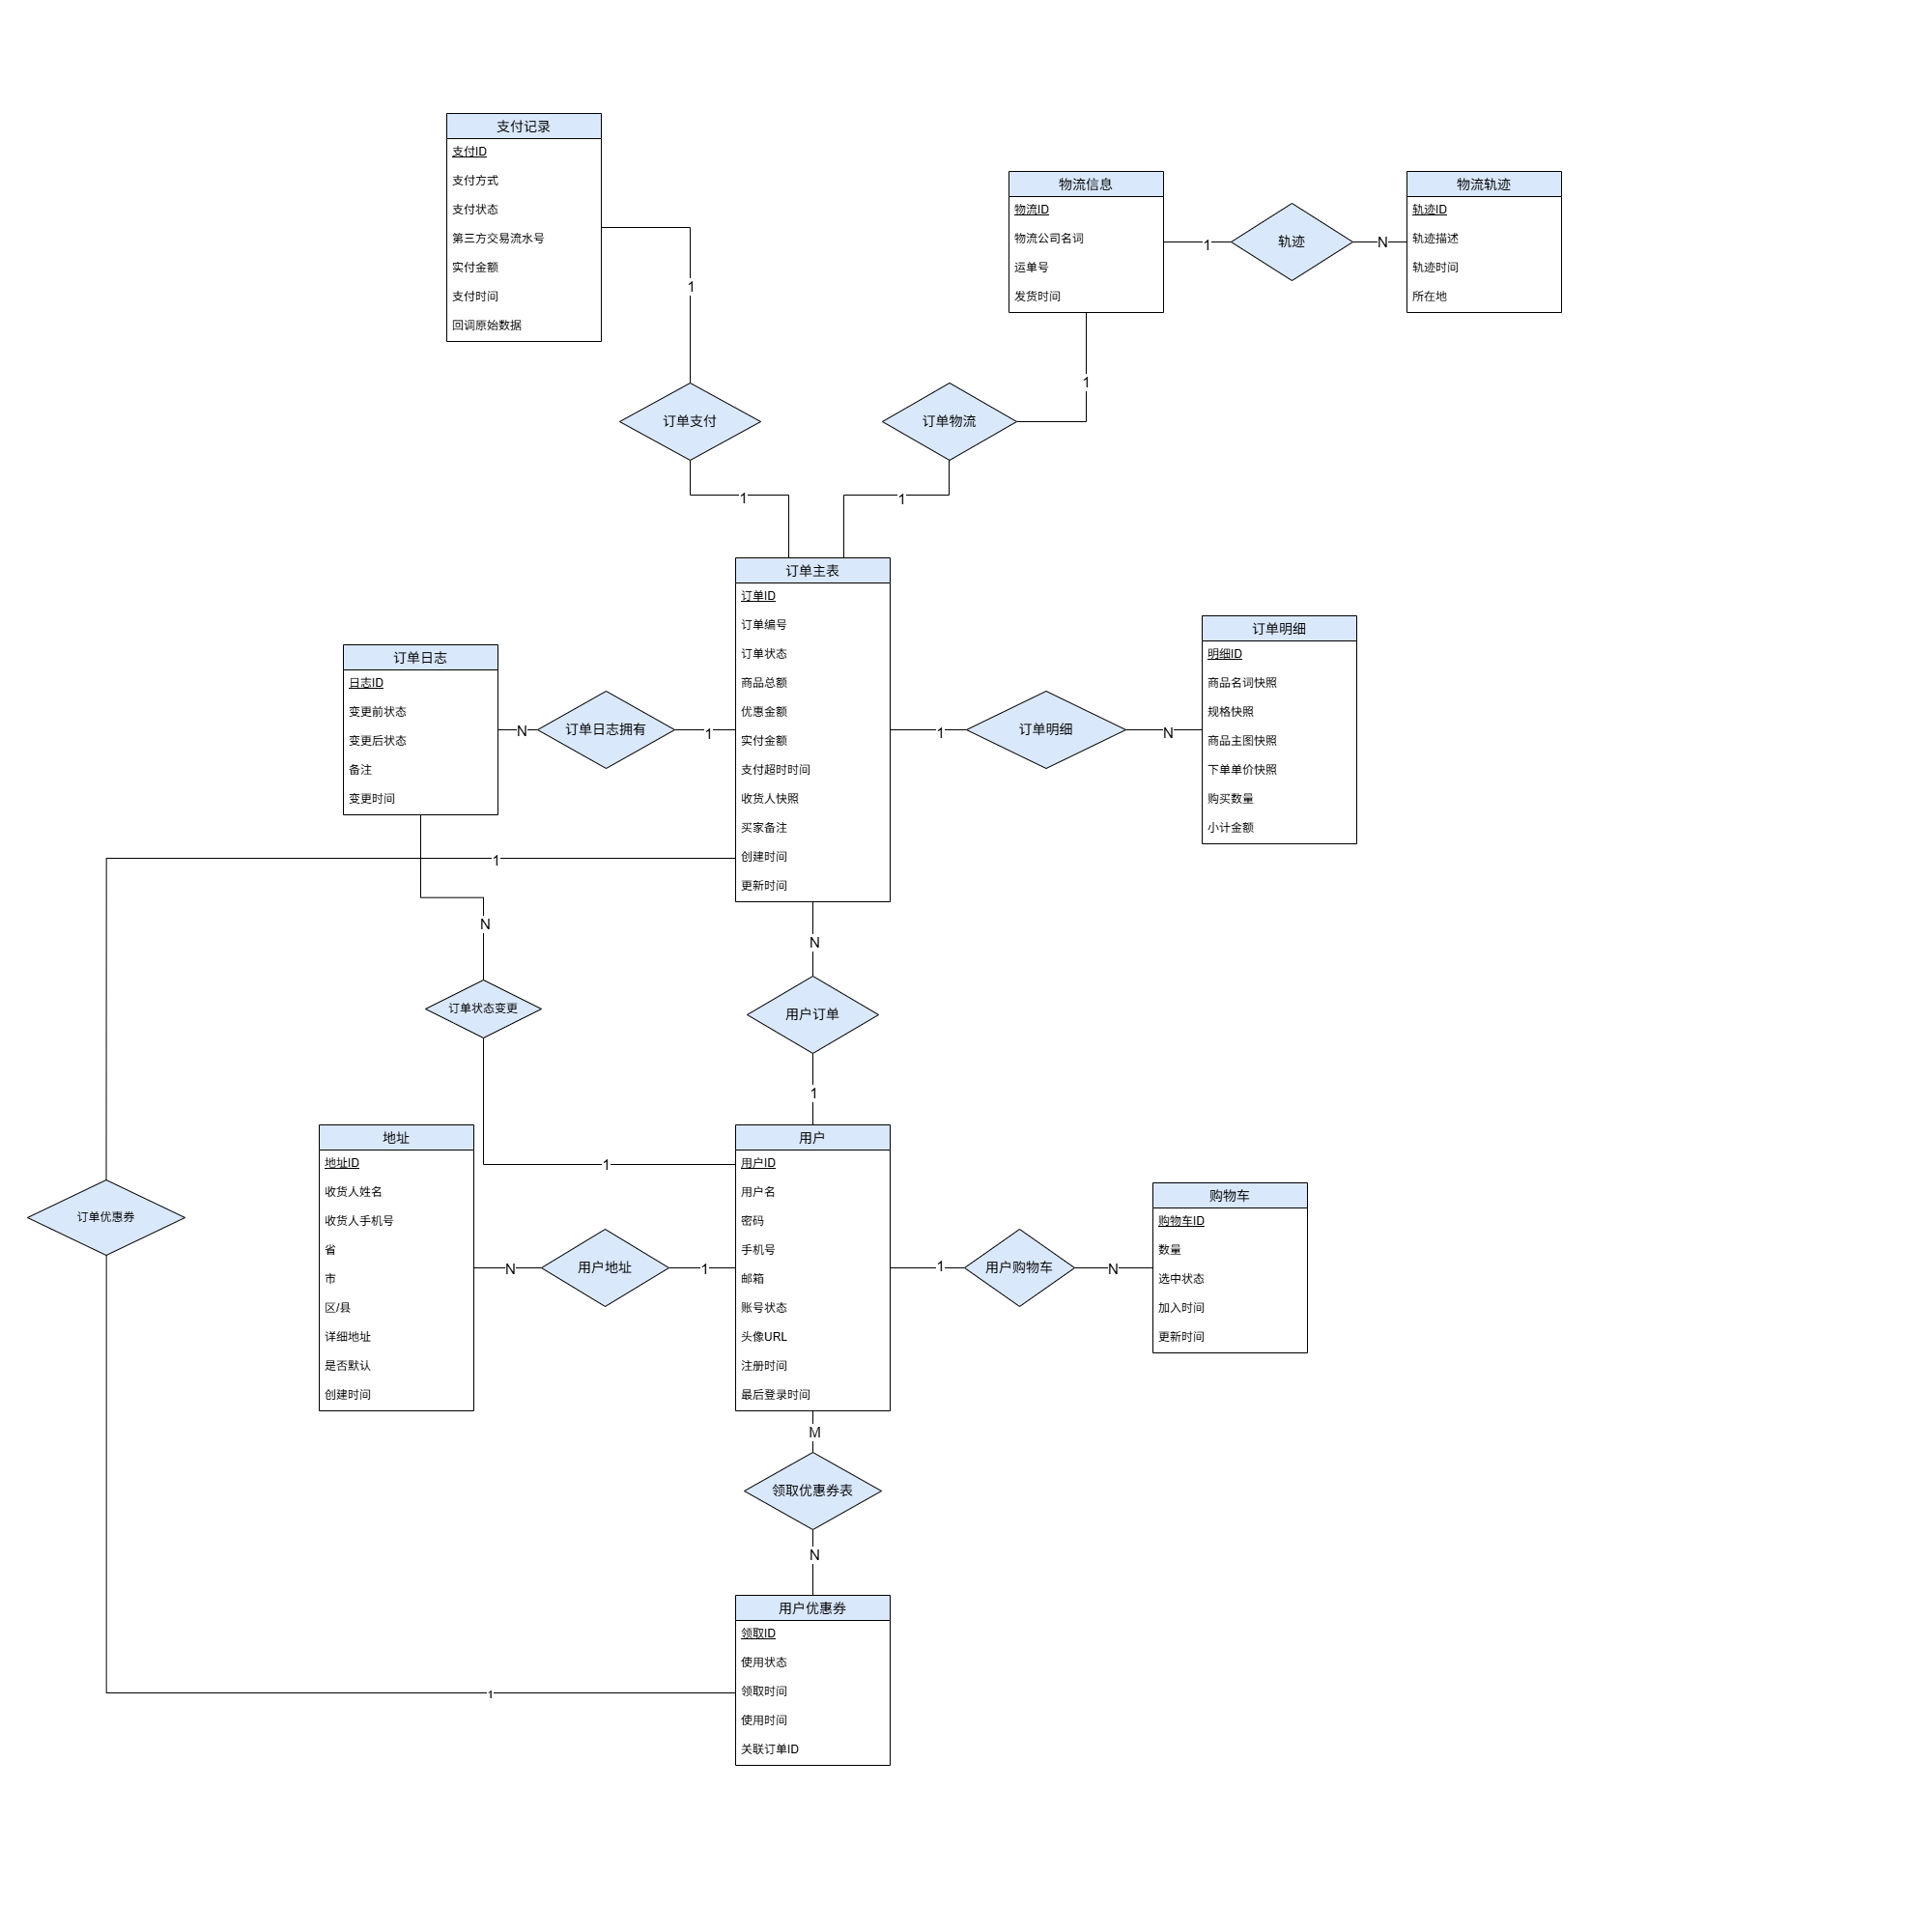 支付记录
支付ID
支付方式
支付状态
第三方交易流水号
实付金额
支付时间
回调原始数据
物流信息
物流ID
物流公司名词
运单号
发货时间
1
轨迹
N
物流轨迹
轨迹ID
轨迹描述
轨迹时间
所在地
1
1
订单支付
订单物流
1
1
订单主表
订单ID
订单编号
订单状态
商品总额
优惠金额
实付金额
支付超时时间
收货人快照
买家备注
创建时间
更新时间
订单日志
日志ID
变更前状态
变更后状态
备注
变更时间
N
订单日志拥有
1
1
订单明细
N
订单明细
明细ID
商品名词快照
规格快照
商品主图快照
下单单价快照
购买数量
小计金额
1
N
N
订单状态变更
用户订单
1
1
地址
地址ID
收货人姓名
收货人手机号
省
市
区/县
详细地址
是否默认
创建时间
订单优惠券
N
用户地址
1
用户
用户ID
用户名
密码
手机号
邮箱
账号状态
头像URL
注册时间
最后登录时间
1
用户购物车
N
购物车
购物车ID
数量
选中状态
加入时间
更新时间
M
领取优惠券表
N
用户优惠券
领取ID
使用状态
领取时间
使用时间
关联订单ID
1